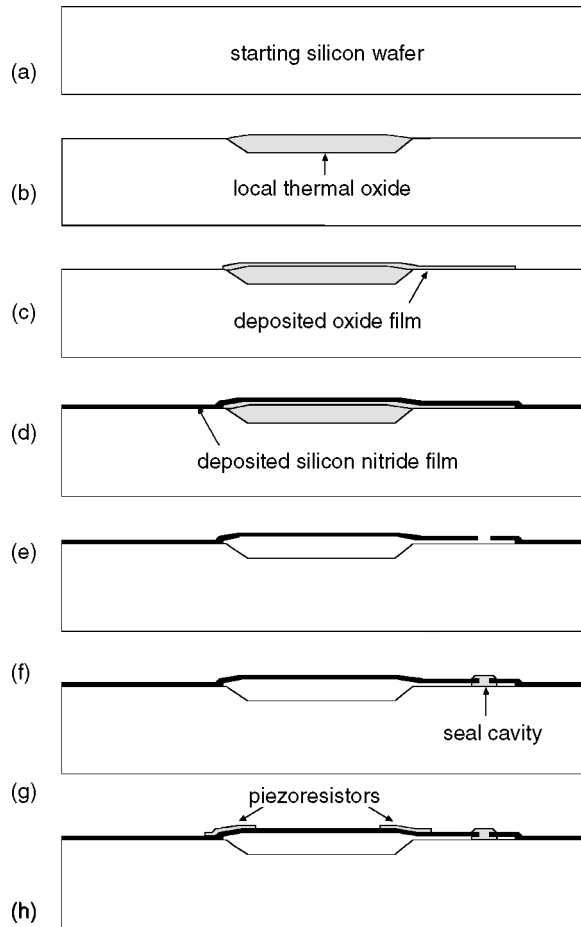 (a)
starting silicon wafer
(b)
local thermal oxide
(c)
deposited oxide film
(d)
deposited silicon nitride film
(e)
(f)
seal cavity
(g)
piezoresistors
(h)